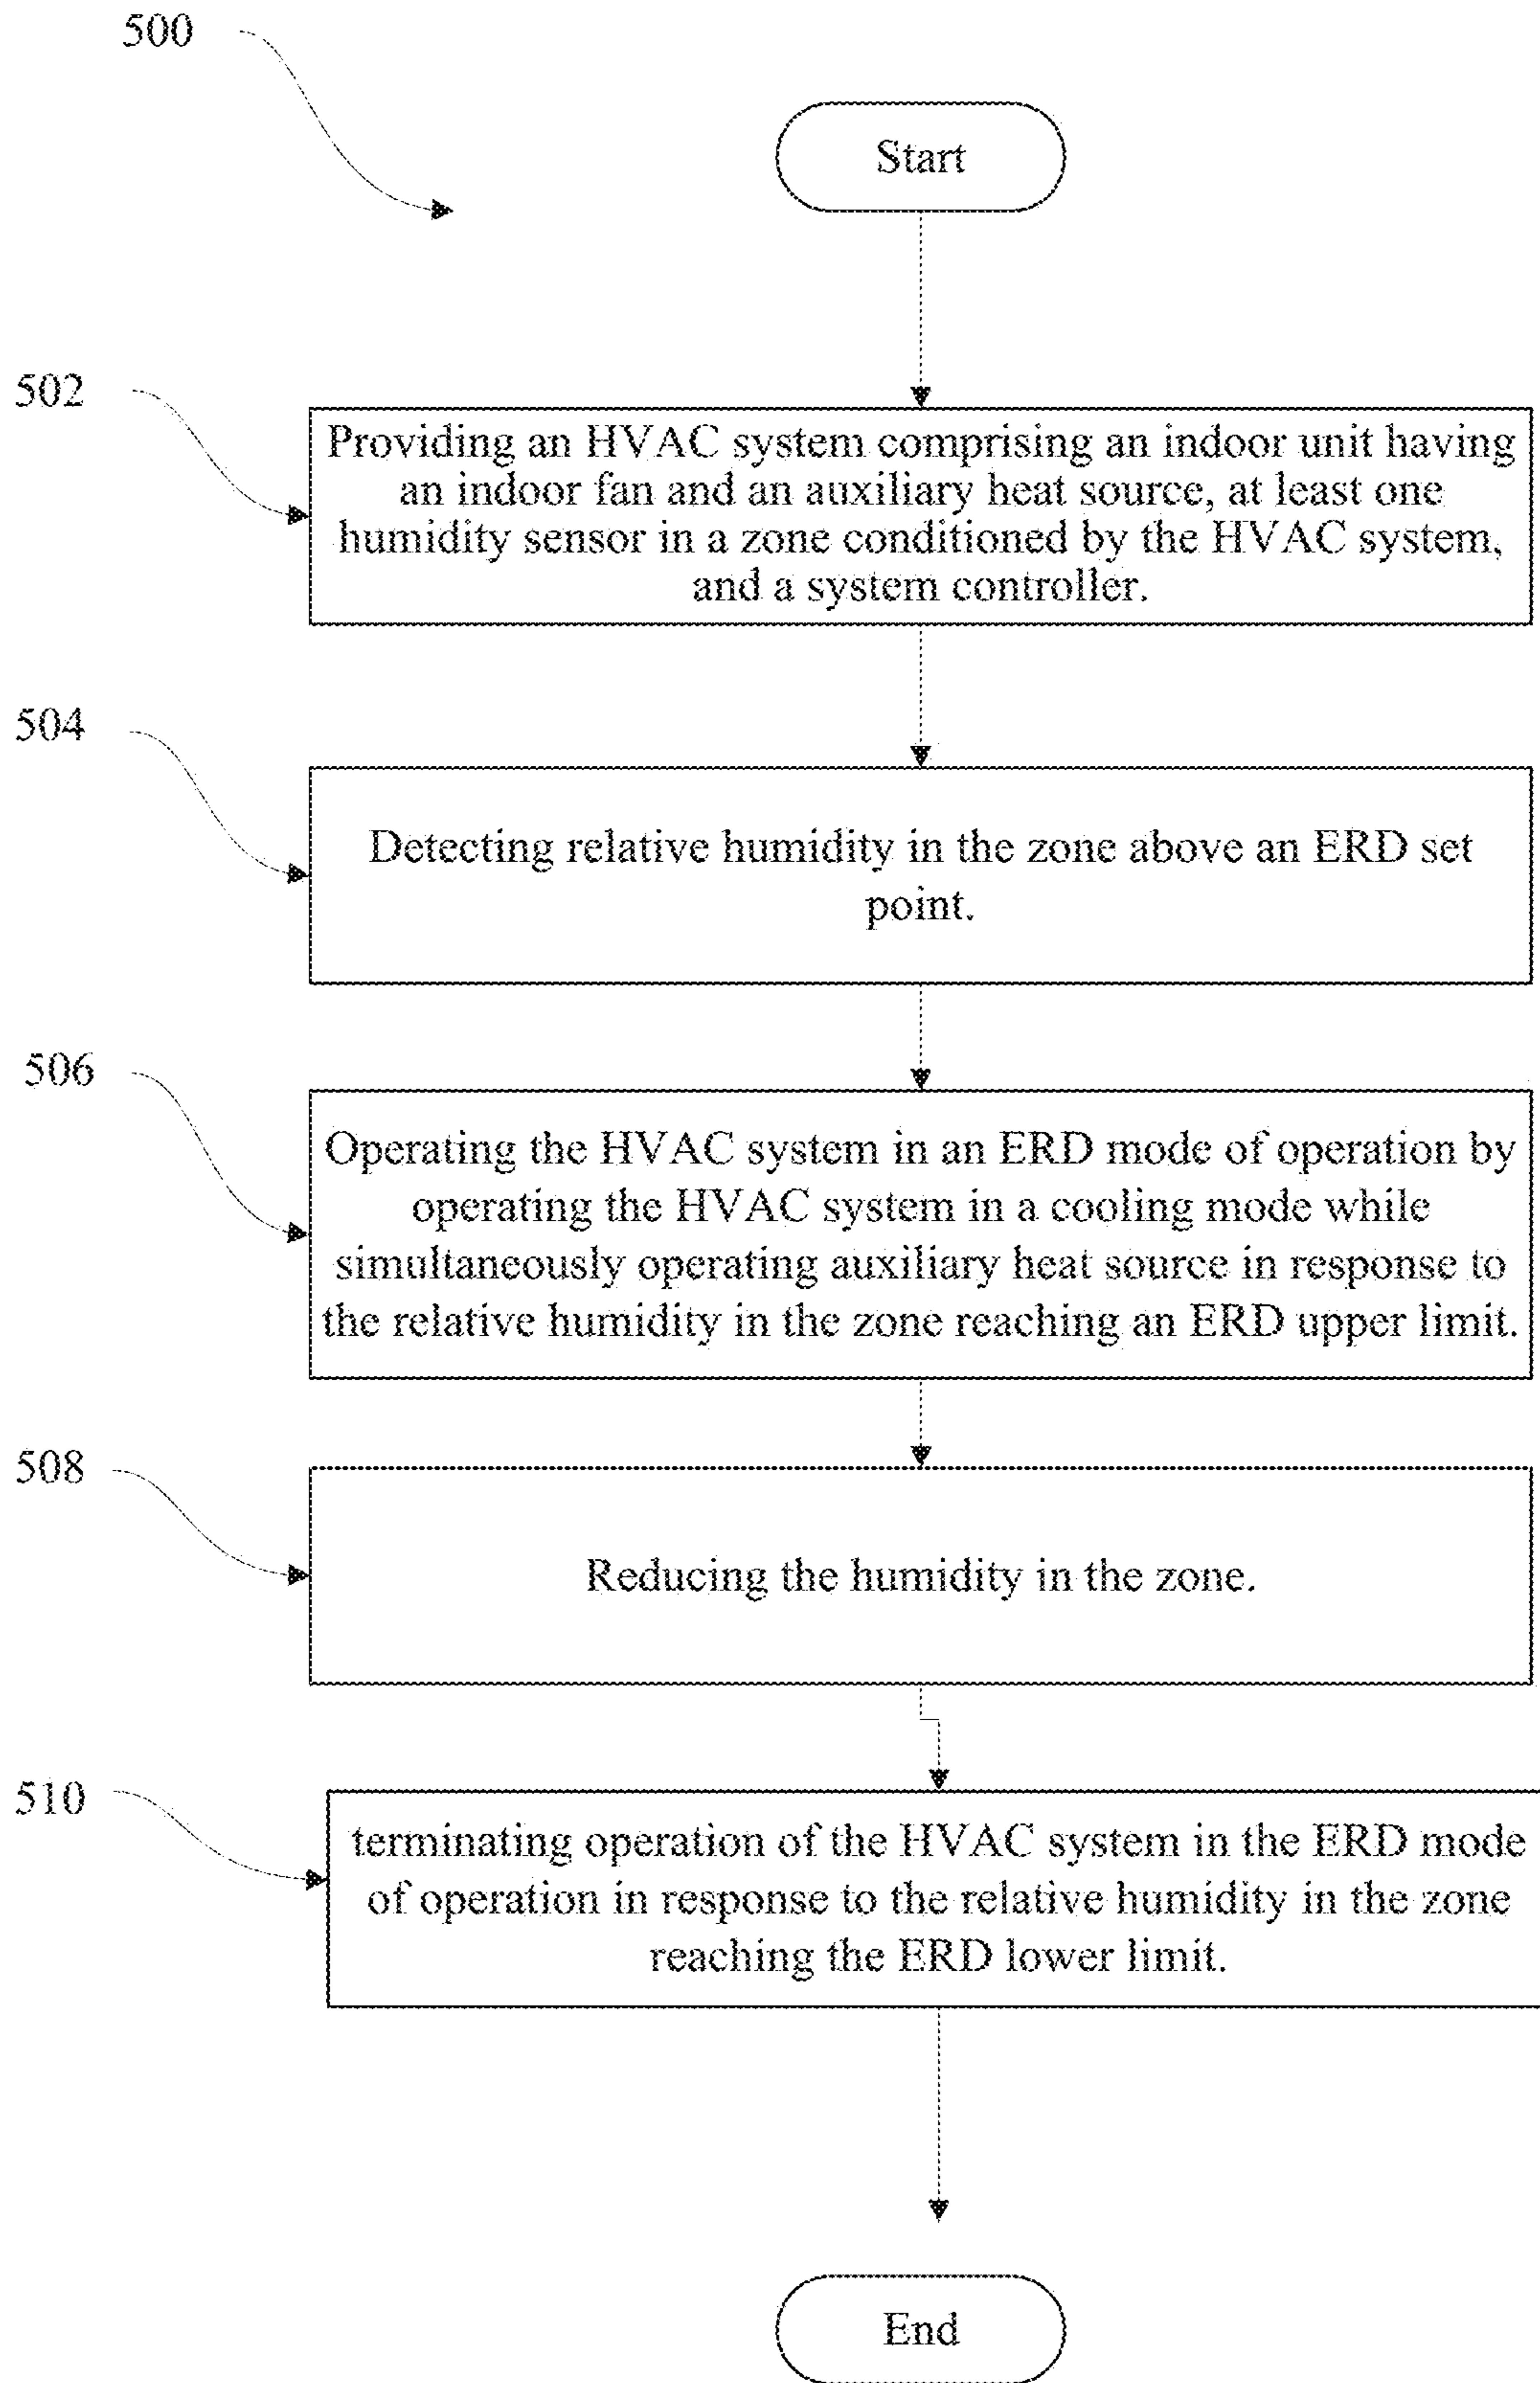 500
Start
502
Providing an HVAC system comprising an indoor unit having
an indoor fan and an auxiliary heat source, at least one
humidity sensor in a zone conditioned by the HVAC system,
and a system controller.
504
Detecting relative humidity in the zone above an ERD set
point.
506
Operating the HVAC system in an ERD mode of operation by
operating the HVAC system in a cooling mode while
simultaneously operating auxiliary heat source in response to
the relative humidity in the zone reaching an ERD upper limit.
508
Reducing the humidity in the zone.
510
terminating operation of the HVAC system in the ERD mode
of operation in response to the relative humidity in the zone
reaching the ERD lower limit.
End